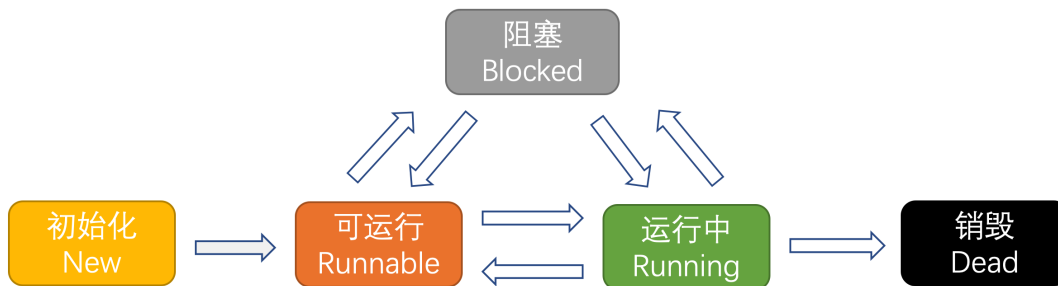 阻塞
Blocked
初始化
New
可运行
Runnable
运行中
Running
销毁
Dead